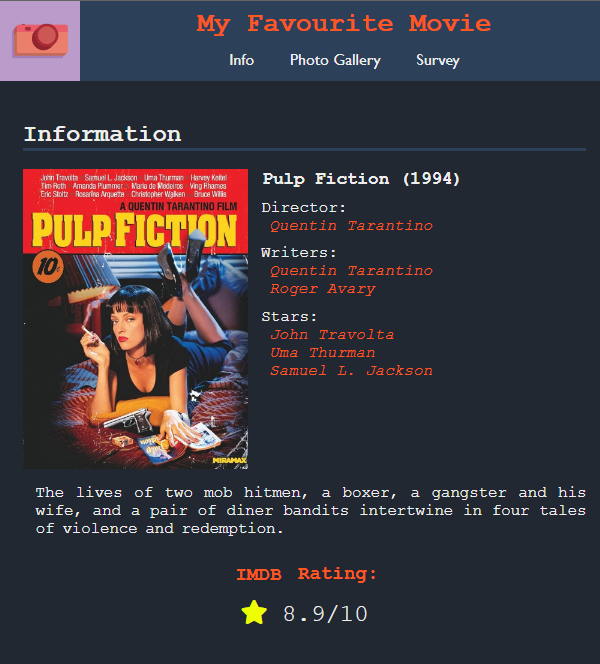 My Favourite Movie
Info Photo Gallery Survey
Information
John Travolta Samuel L. Jackson Uma Thurman Harvey Keitel
Tim Roth Amanda Plummer Maria de Medeiros Ving Rhames
Eric Stoltz Rosanna Arquette Christopher Walken Bruce Willis
A QUENTIN TARANTINO FILM
PULP FICTION
10¢
MIRAMAX
Pulp Fiction (1994)
Director:
Quentin Tarantino
Writers:
Quentin Tarantino
Roger Avary
Stars:
John Travolta
Uma Thurman
Samuel L. Jackson
The lives of two mob hitmen, a boxer, a gangster and his
wife, and a pair of diner bandits intertwine in four tales
of violence and redemption.
IMDB Rating:
8.9/10